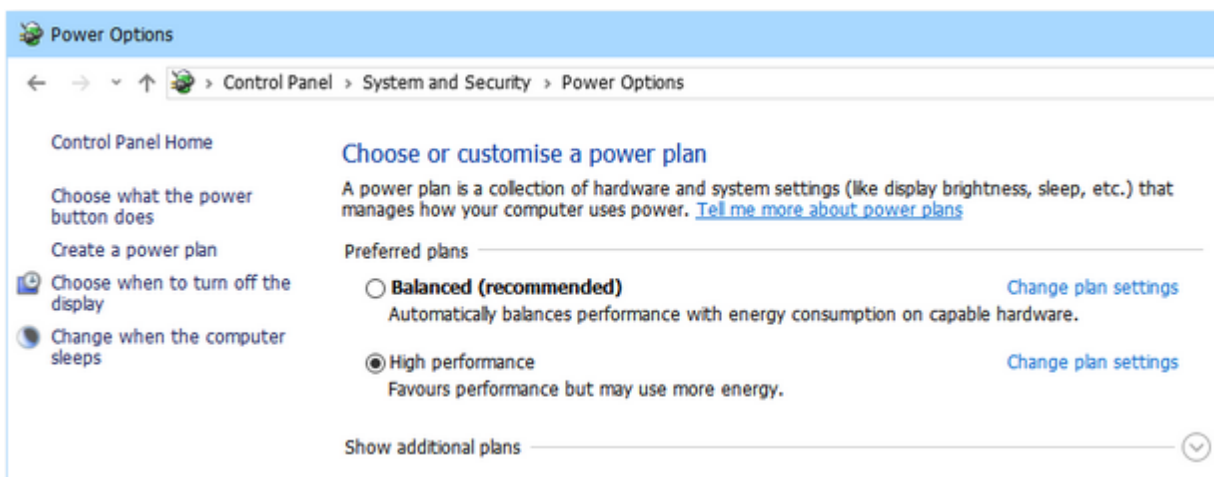 Power Options
Control Panel > System and Security > Power Options
Control Panel Home
Choose what the power
button does
Create a power plan
Choose when to turn off the
display
Change when the computer
sleeps
Choose or customise a power plan
A power plan is a collection of hardware and system settings (like display brightness, sleep, etc.) that
manages how your computer uses power. Tell me more about power plans
Preferred plans
Balanced (recommended) Change plan settings
Automatically balances performance with energy consumption on capable hardware.
High performance Change plan settings
Favours performance but may use more energy.
Show additional plans